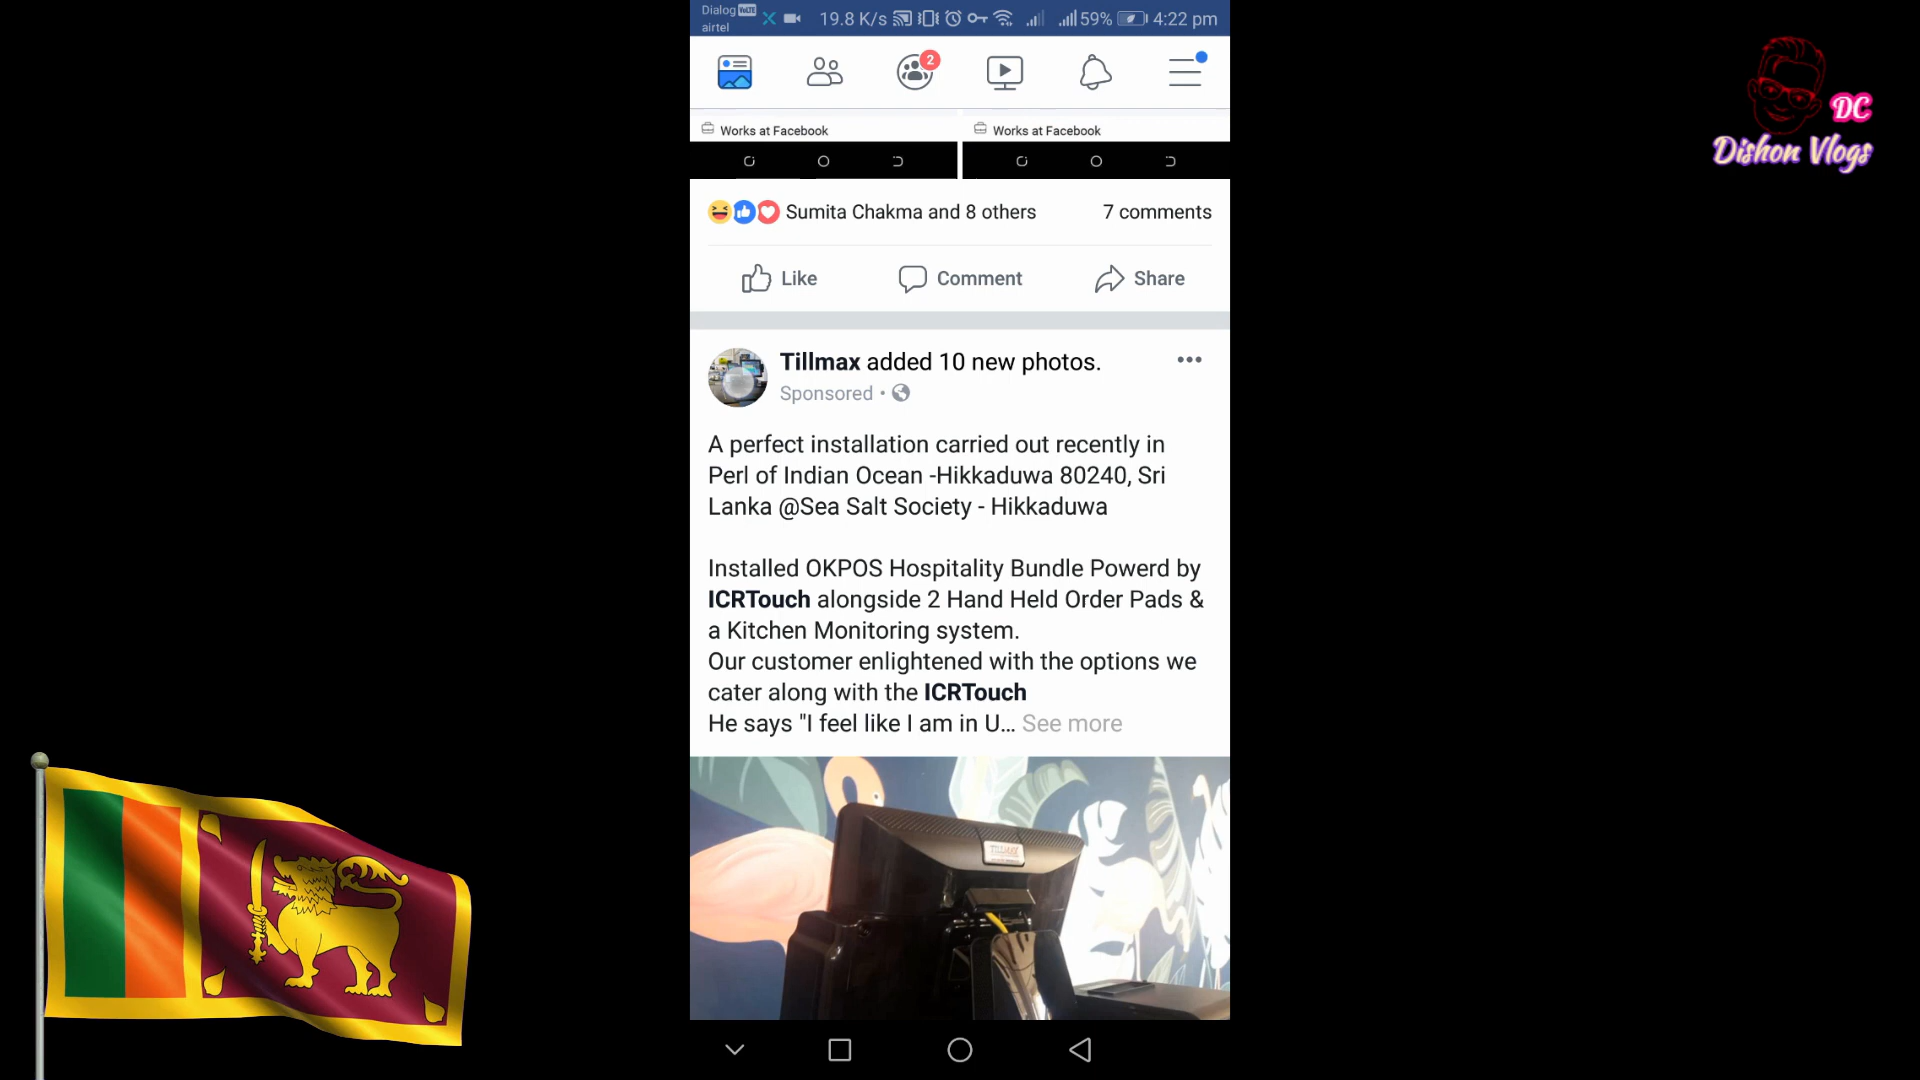 Dialog VoLTE
airtel
19.8 K/s
59%
4:22 pm
2
Works at Facebook
Works at Facebook
Sumita Chakma and 8 others
7 comments
Like
Comment
Share
Tillmax added 10 new photos.
Sponsored
A perfect installation carried out recently in
Perl of Indian Ocean -Hikkaduwa 80240, Sri
Lanka @Sea Salt Society - Hikkaduwa
Installed OKPOS Hospitality Bundle Powerd by
ICRTouch alongside 2 Hand Held Order Pads &
a Kitchen Monitoring system.
Our customer enlightened with the options we
cater along with the ICRTouch
He says "I feel like I am in U... See more
DC
Dishon Vlogs